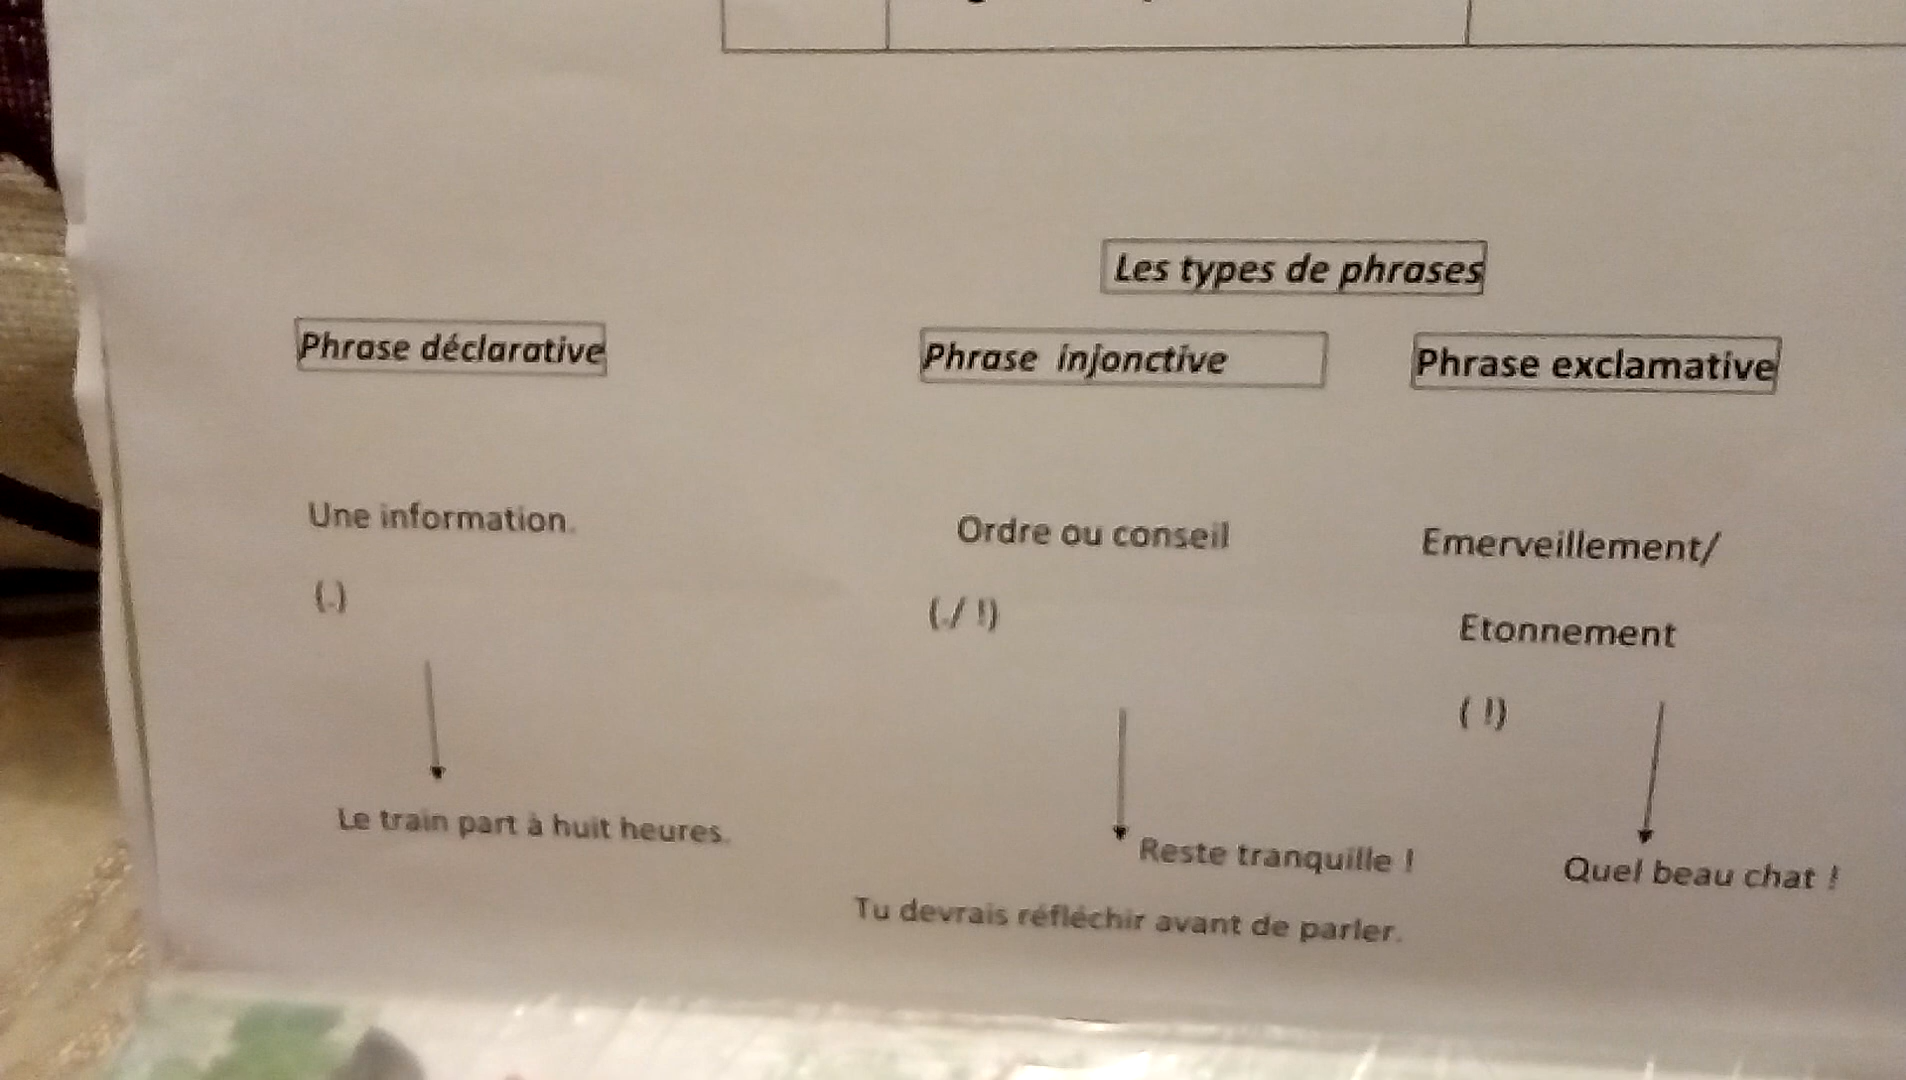 Les types de phrases
Phrase déclarative
Phrase injonctive
Phrase exclamative
Une information.
Ordre ou conseil
Emerveillement/
(.)
(./ !)
Etonnement
( !)
Le train part à huit heures.
Reste tranquille !
Quel beau chat !
Tu devrais réfléchir avant de parler.